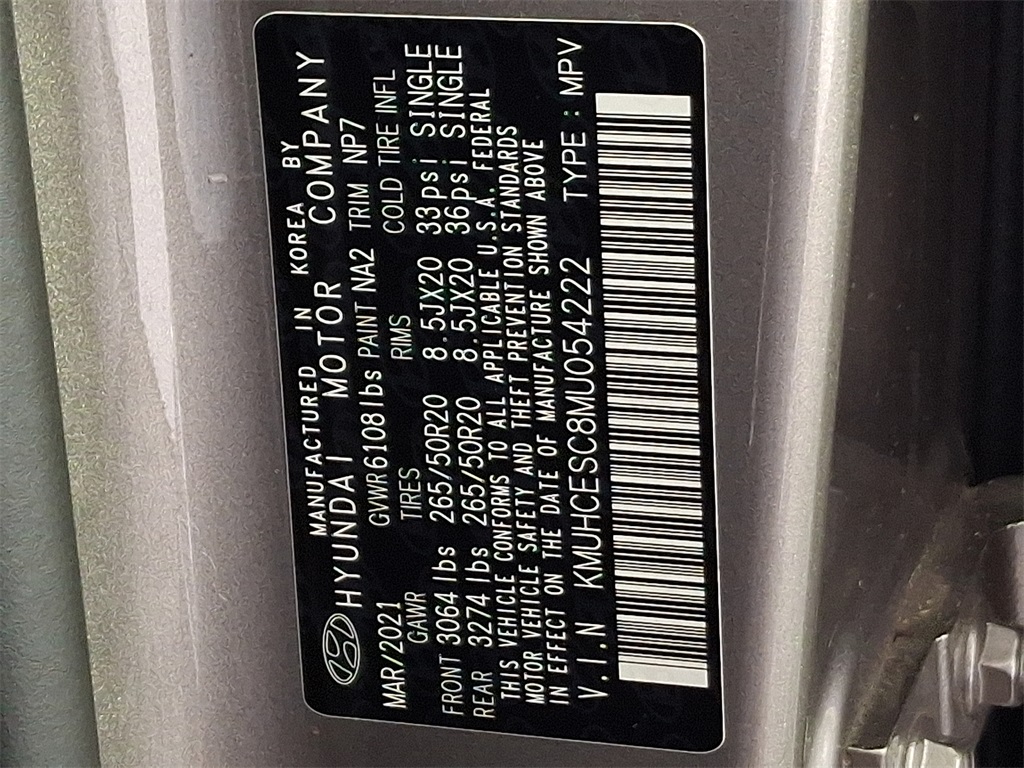 MANUFACTURED IN KOREA BY
HYUNDAI MOTOR COMPANY
MAR/2021 GVWR6108lbs PAINT NA2 TRIM NP7
GAWR TIRES RIMS COLD TIRE INFL
FRONT 3064 lbs 265/50R20 8.5JX20 33psi SINGLE
REAR 3274 lbs 265/50R20 8.5JX20 36psi SINGLE
THIS VEHICLE CONFORMS TO ALL APPLICABLE U.S.A. FEDERAL
MOTOR VEHICLE SAFETY AND THEFT PREVENTION STANDARDS
IN EFFECT ON THE DATE OF MANUFACTURE SHOWN ABOVE
V.I.N KMUHCESC8MU054222 TYPE : MPV